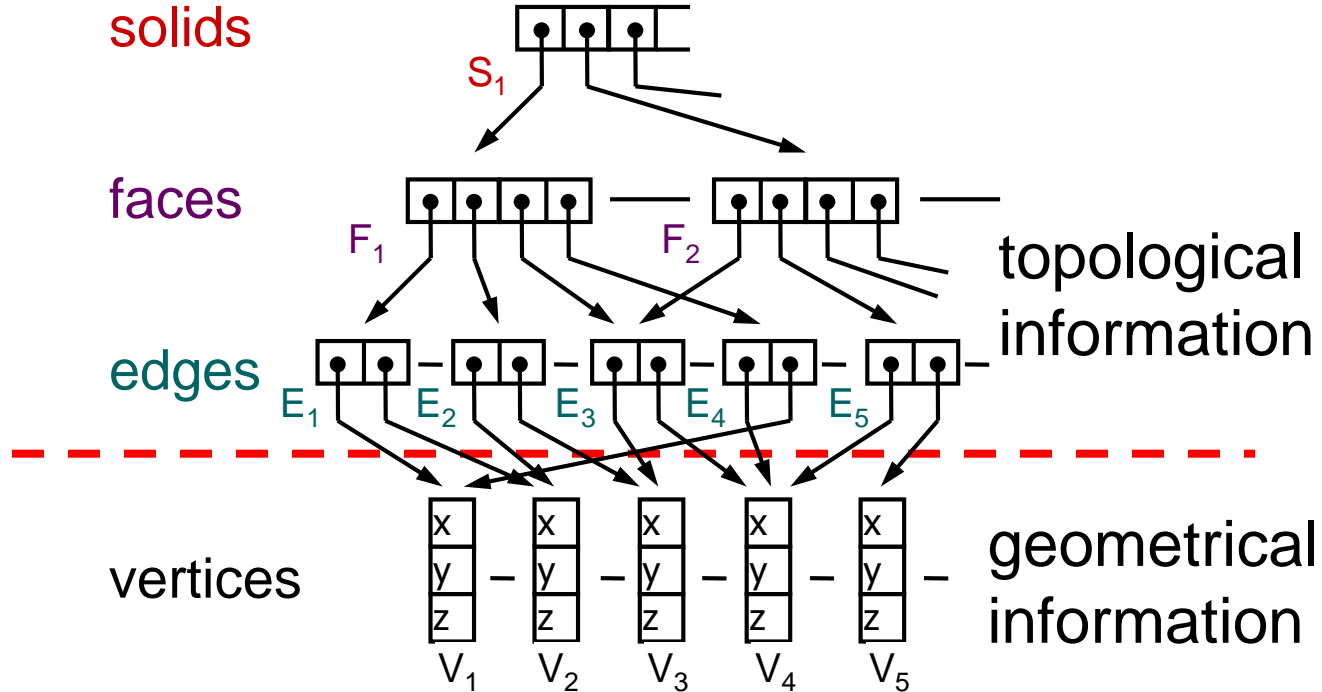 solids
S₁
faces
F₁ F₂
topological
information
edges
E₁ E₂ E₃ E₄ E₅
x x x x x
geometrical
vertices
y y y y y
information
z z z z z
V₁ V₂ V₃ V₄ V₅